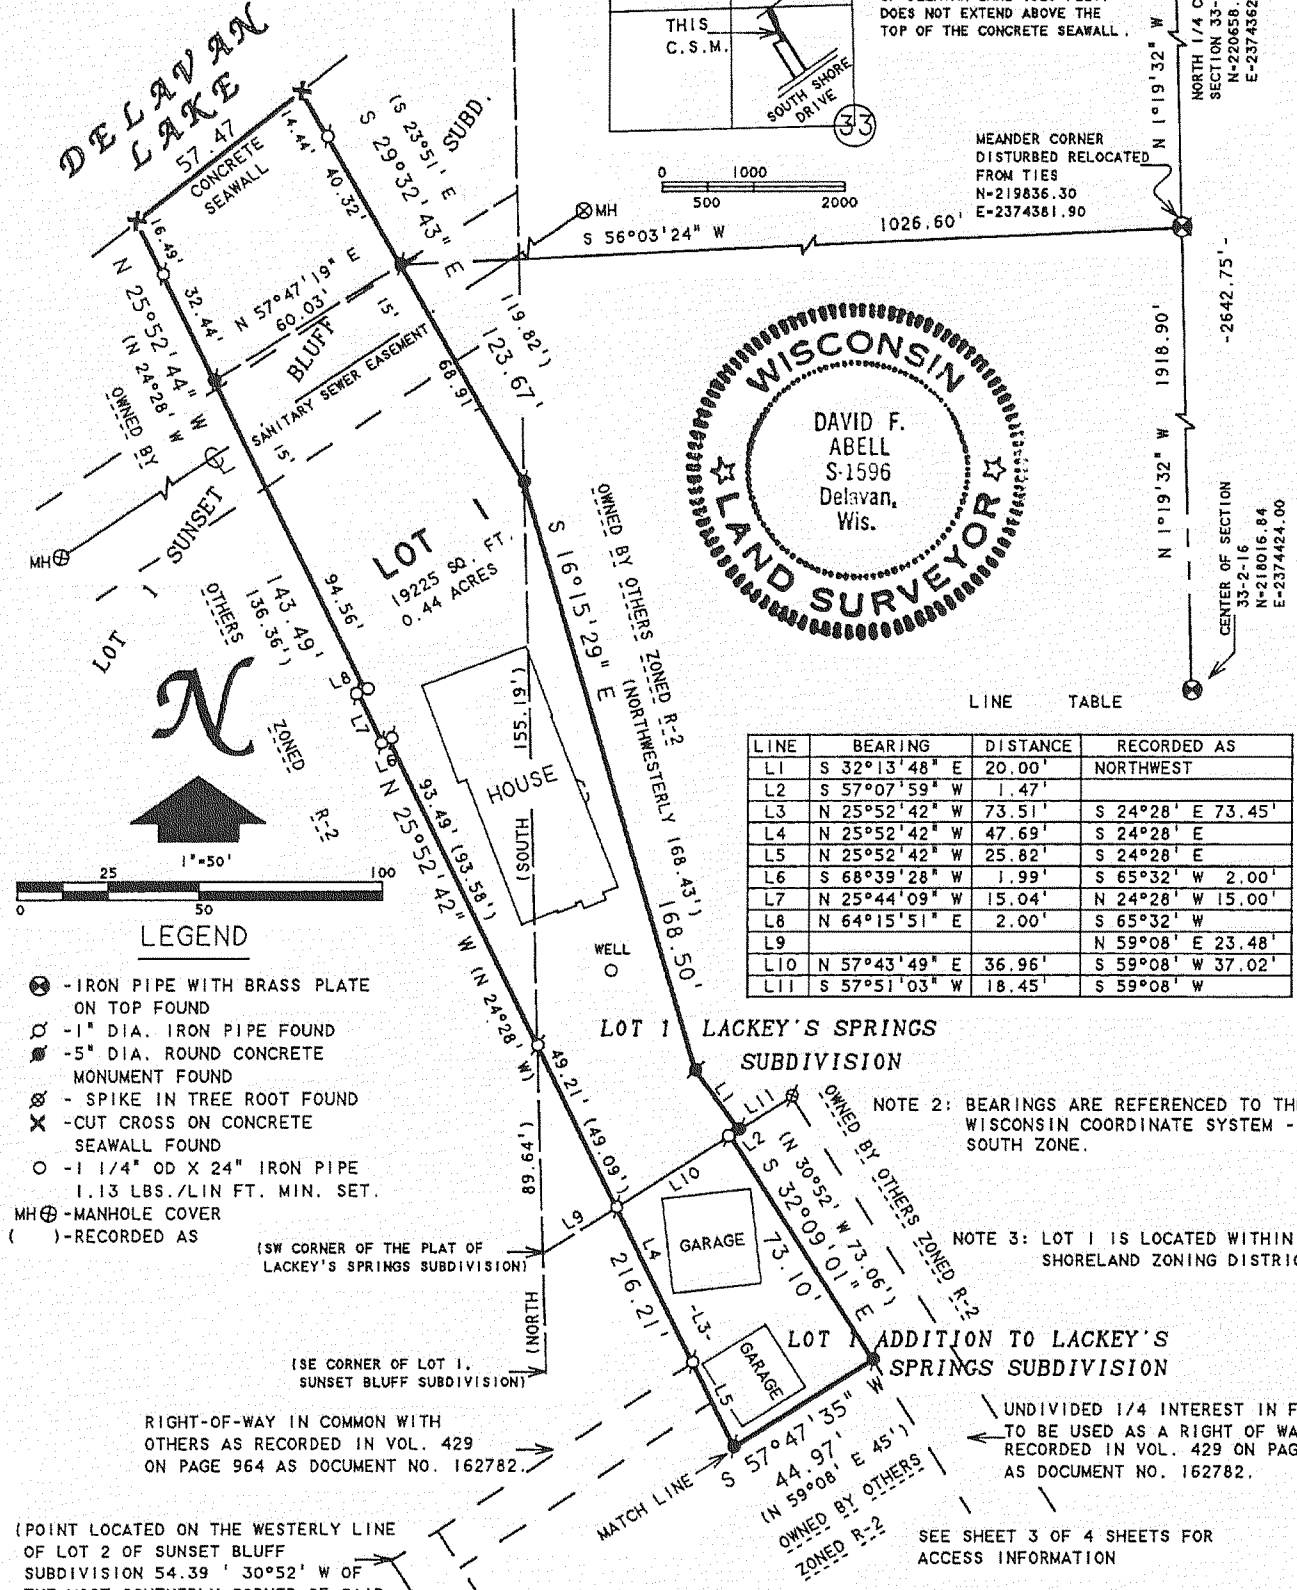 DELAVAN
LAKE
57.47
CONCRETE
SEAWALL
14.44'
40.32'
(S 23°51' E
S 29°32'43" E
SUBD.
THIS
C.S.M.
SOUTH SHORE
DRIVE
33
DOES NOT EXTEND ABOVE THE
TOP OF THE CONCRETE SEAWALL.
N 1°19'32" W
NORTH 1/4 C
SECTION 33-
N=220658.
E=2374362
0 1000
500 2000
MEANDER CORNER
DISTURBED RELOCATED
FROM TIES
N=219836.30
E=2374381.90
MH
S 56°03'24" W
1026.60'
16.49'
32.44'
N 25°52'44" W
(N 24°28' W
N 57°47'19" E
60.03'
BLUFF
15'
SANITARY SEWER EASEMENT
15'
119.82')
123.67'
68.91'
OWNED BY
MH
SUNSET
LOT 1
OTHERS
143.49'
136.36')
94.56'
LOT 1
19225 SQ. FT.
0.44 ACRES
WISCONSIN
LAND SURVEYOR
DAVID F.
ABELL
S-1596
Delavan,
Wis.
1918.90'
-2642.75'-
N 1°19'32" W
CENTER OF SECTION
33-2-16
N=218016.84
E=2374424.00
S 16°15'29" E
OWNED BY OTHERS ZONED R-2
(NORTHWESTERLY 168.43')
168.50'
L8
L7
L6
N
ZONED
R-2
1"=50'
25 100
0 50
HOUSE
155.19')
(SOUTH
93.49' (93.58')
N 25°52'42" W (N 24°28' W)
WELL
LINE TABLE
LINE BEARING DISTANCE RECORDED AS
L1 S 32°13'48" E 20.00' NORTHWEST
L2 S 57°07'59" W 1.47'
L3 N 25°52'42" W 73.51' S 24°28' E 73.45'
L4 N 25°52'42" W 47.69' S 24°28' E
L5 N 25°52'42" W 25.82' S 24°28' E
L6 S 68°39'28" W 1.99' S 65°32' W 2.00'
L7 N 25°44'09" W 15.04' N 24°28' W 15.00'
L8 N 64°15'51" E 2.00' S 65°32' W
L9 N 59°08' E 23.48'
L10 N 57°43'49" E 36.96' S 59°08' W 37.02'
L11 S 57°51'03" W 18.45' S 59°08' W
LEGEND
-IRON PIPE WITH BRASS PLATE
ON TOP FOUND
-1" DIA. IRON PIPE FOUND
-5" DIA. ROUND CONCRETE
MONUMENT FOUND
- SPIKE IN TREE ROOT FOUND
-CUT CROSS ON CONCRETE
SEAWALL FOUND
-1 1/4" OD X 24" IRON PIPE
1.13 LBS./LIN FT. MIN. SET.
MH -MANHOLE COVER
( )-RECORDED AS
LOT 1 LACKEY'S SPRINGS
SUBDIVISION
L1
L11
L2
L10
L9
49.21' (49.09')
89.64')
(NORTH
NOTE 2: BEARINGS ARE REFERENCED TO TH
WISCONSIN COORDINATE SYSTEM -
SOUTH ZONE.
OWNED BY OTHERS ZONED R-2
(N 30°52' W 73.06')
S 32°09'01" E
73.10'
GARAGE
L4
216.21'
-L3-
L5
GARAGE
(SW CORNER OF THE PLAT OF
LACKEY'S SPRINGS SUBDIVISION)
NOTE 3: LOT 1 IS LOCATED WITHIN
SHORELAND ZONING DISTRI
LOT 1 ADDITION TO LACKEY'S
SPRINGS SUBDIVISION
(SE CORNER OF LOT 1,
SUNSET BLUFF SUBDIVISION)
RIGHT-OF-WAY IN COMMON WITH
OTHERS AS RECORDED IN VOL. 429
ON PAGE 964 AS DOCUMENT NO. 162782.
MATCH LINE
S 57°47'35" W
44.97'
(N 59°08' E 45')
OWNED BY OTHERS
ZONED R-2
UNDIVIDED 1/4 INTEREST IN F
TO BE USED AS A RIGHT OF WA
RECORDED IN VOL. 429 ON PAG
AS DOCUMENT NO. 162782.
SEE SHEET 3 OF 4 SHEETS FOR
ACCESS INFORMATION
(POINT LOCATED ON THE WESTERLY LINE
OF LOT 2 OF SUNSET BLUFF
SUBDIVISION 54.39 ' 30°52' W OF